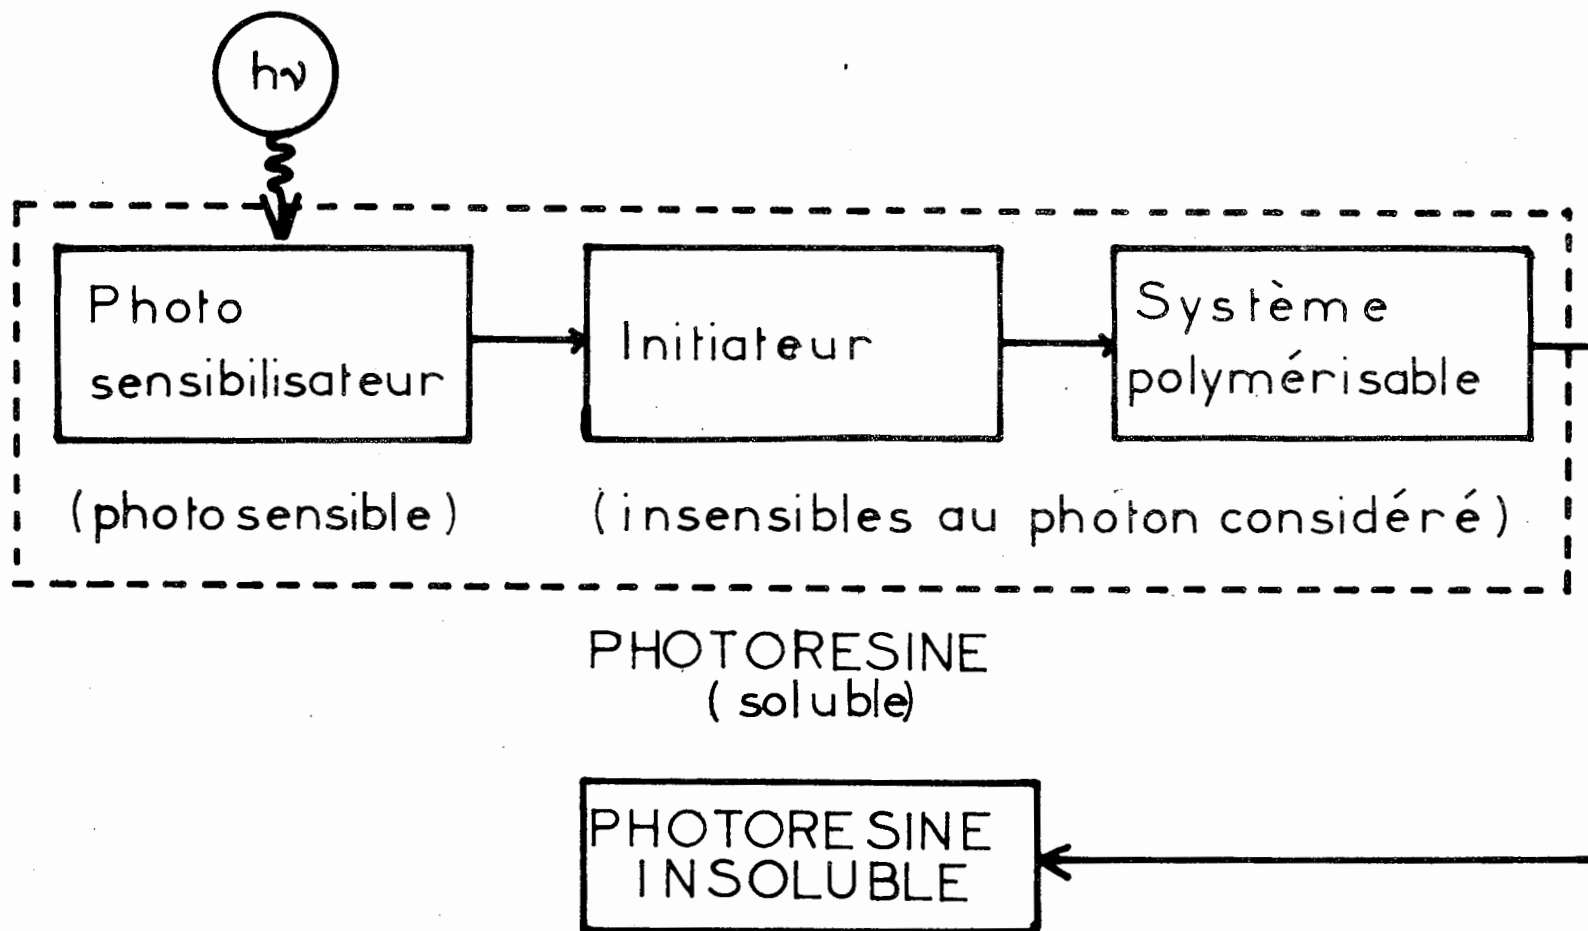 hν
Photo
sensibilisateur
Initiateur
Système
polymérisable
(photosensible)
(insensibles au photon considéré)
PHOTORESINE
(soluble)
PHOTORESINE
INSOLUBLE